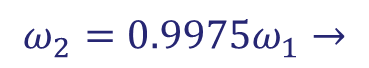 ω₂ = 0.9975ω₁ →